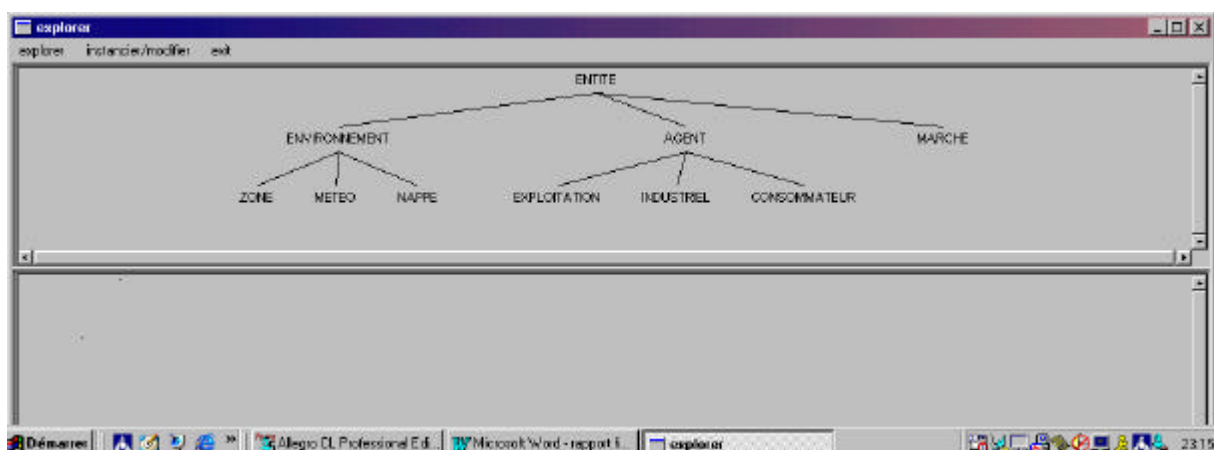 explorer
explorer instancier/modifier exit
ENTITE
ENVIRONNEMENT AGENT MARCHE
ZONE METEO NAPPE EXPLOITATION INDUSTRIEL CONSOMMATEUR
Démarrer » Allegro CL Professional Edi... Microsoft Word - rapport fi... explorer 23:15